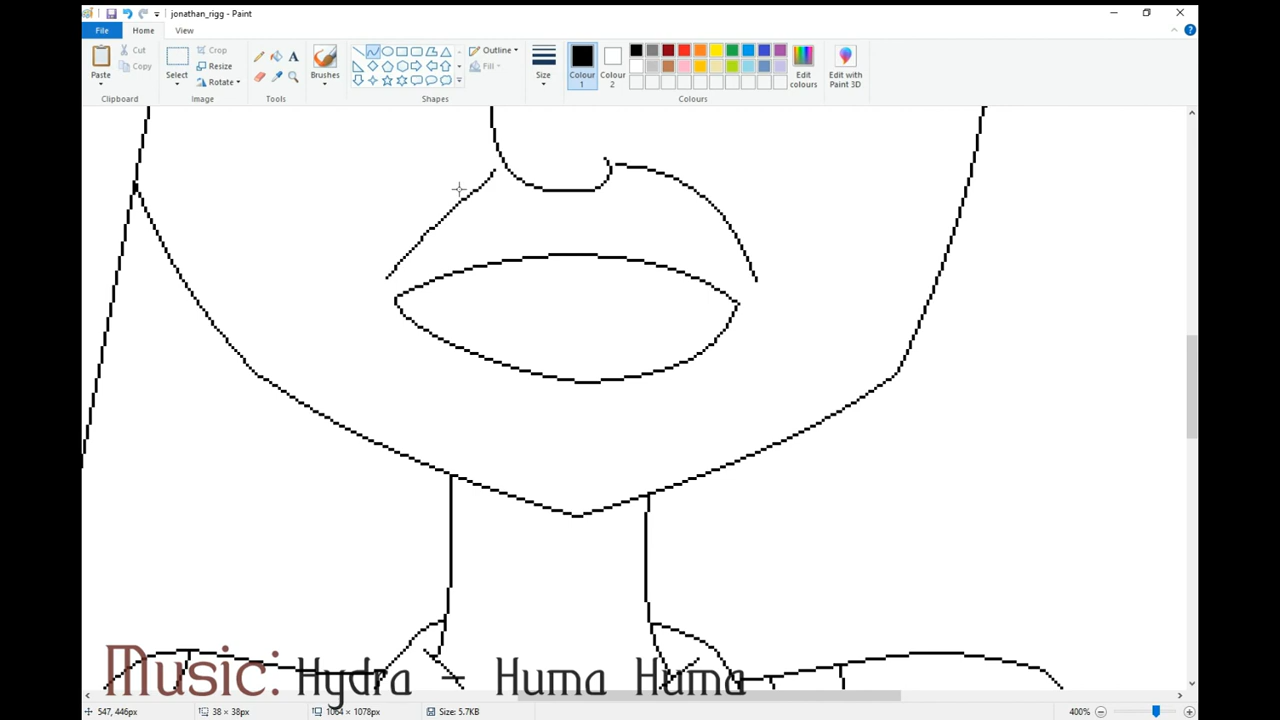 jonathan_rigg - Paint
File Home View
Paste Cut Copy Clipboard
Select Crop Resize Rotate Image
A Tools
Brushes
Outline Fill Shapes
Size
Colour 1 Colour 2 Edit colours Colours
Edit with Paint 3D
Music: Hydra - Huma Huma
547, 446px 38 × 38px 1064 × 1078px Size: 5.7KB 400%